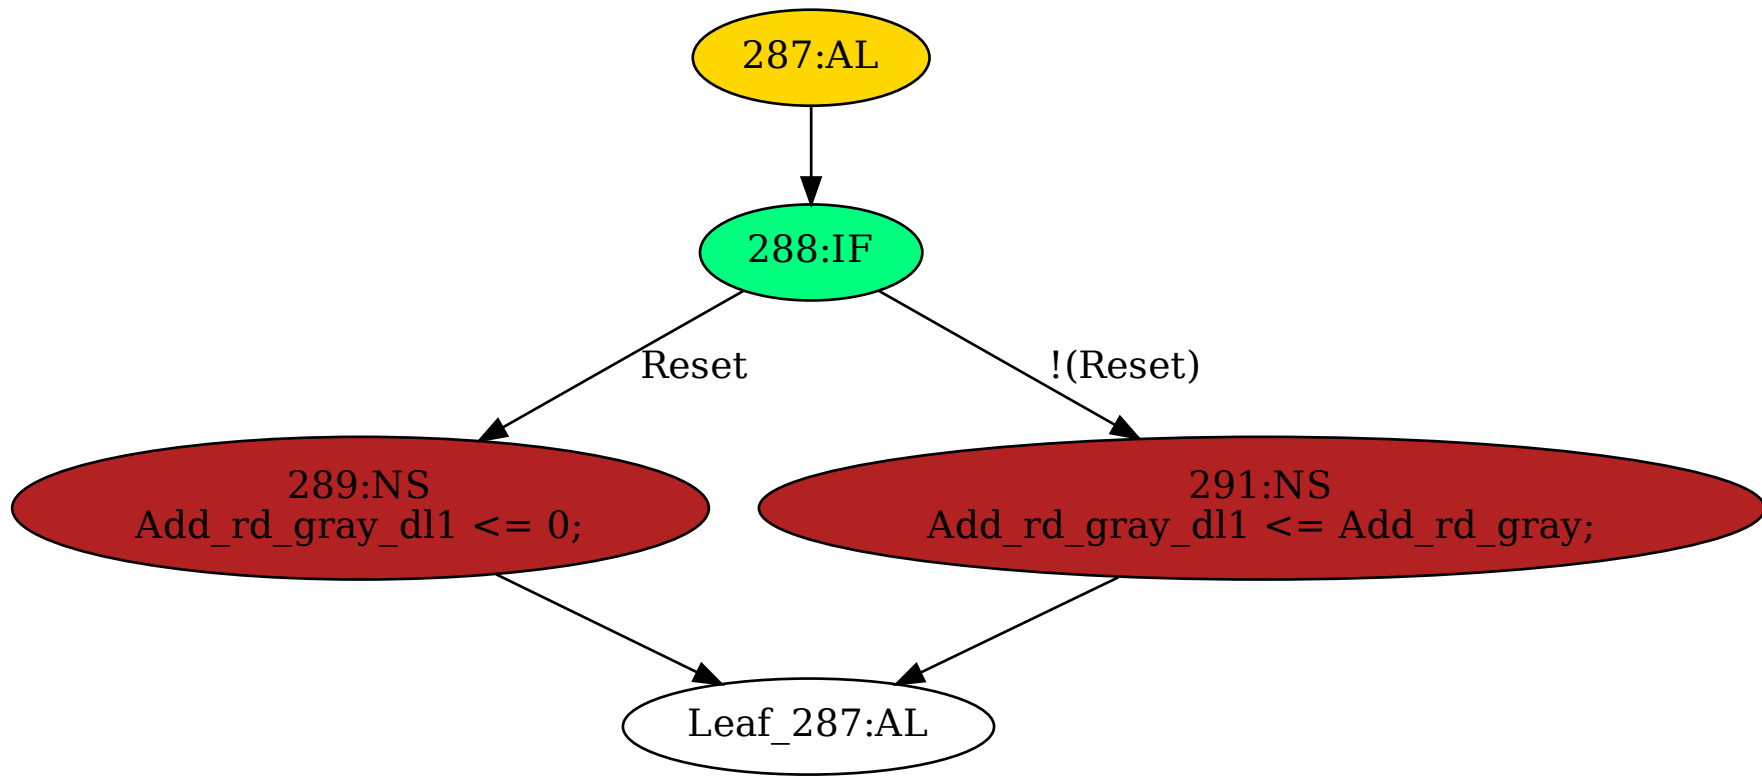 287:AL
288:IF
Reset
!(Reset)
289:NS
Add_rd_gray_dl1 <= 0;
291:NS
Add_rd_gray_dl1 <= Add_rd_gray;
Leaf_287:AL